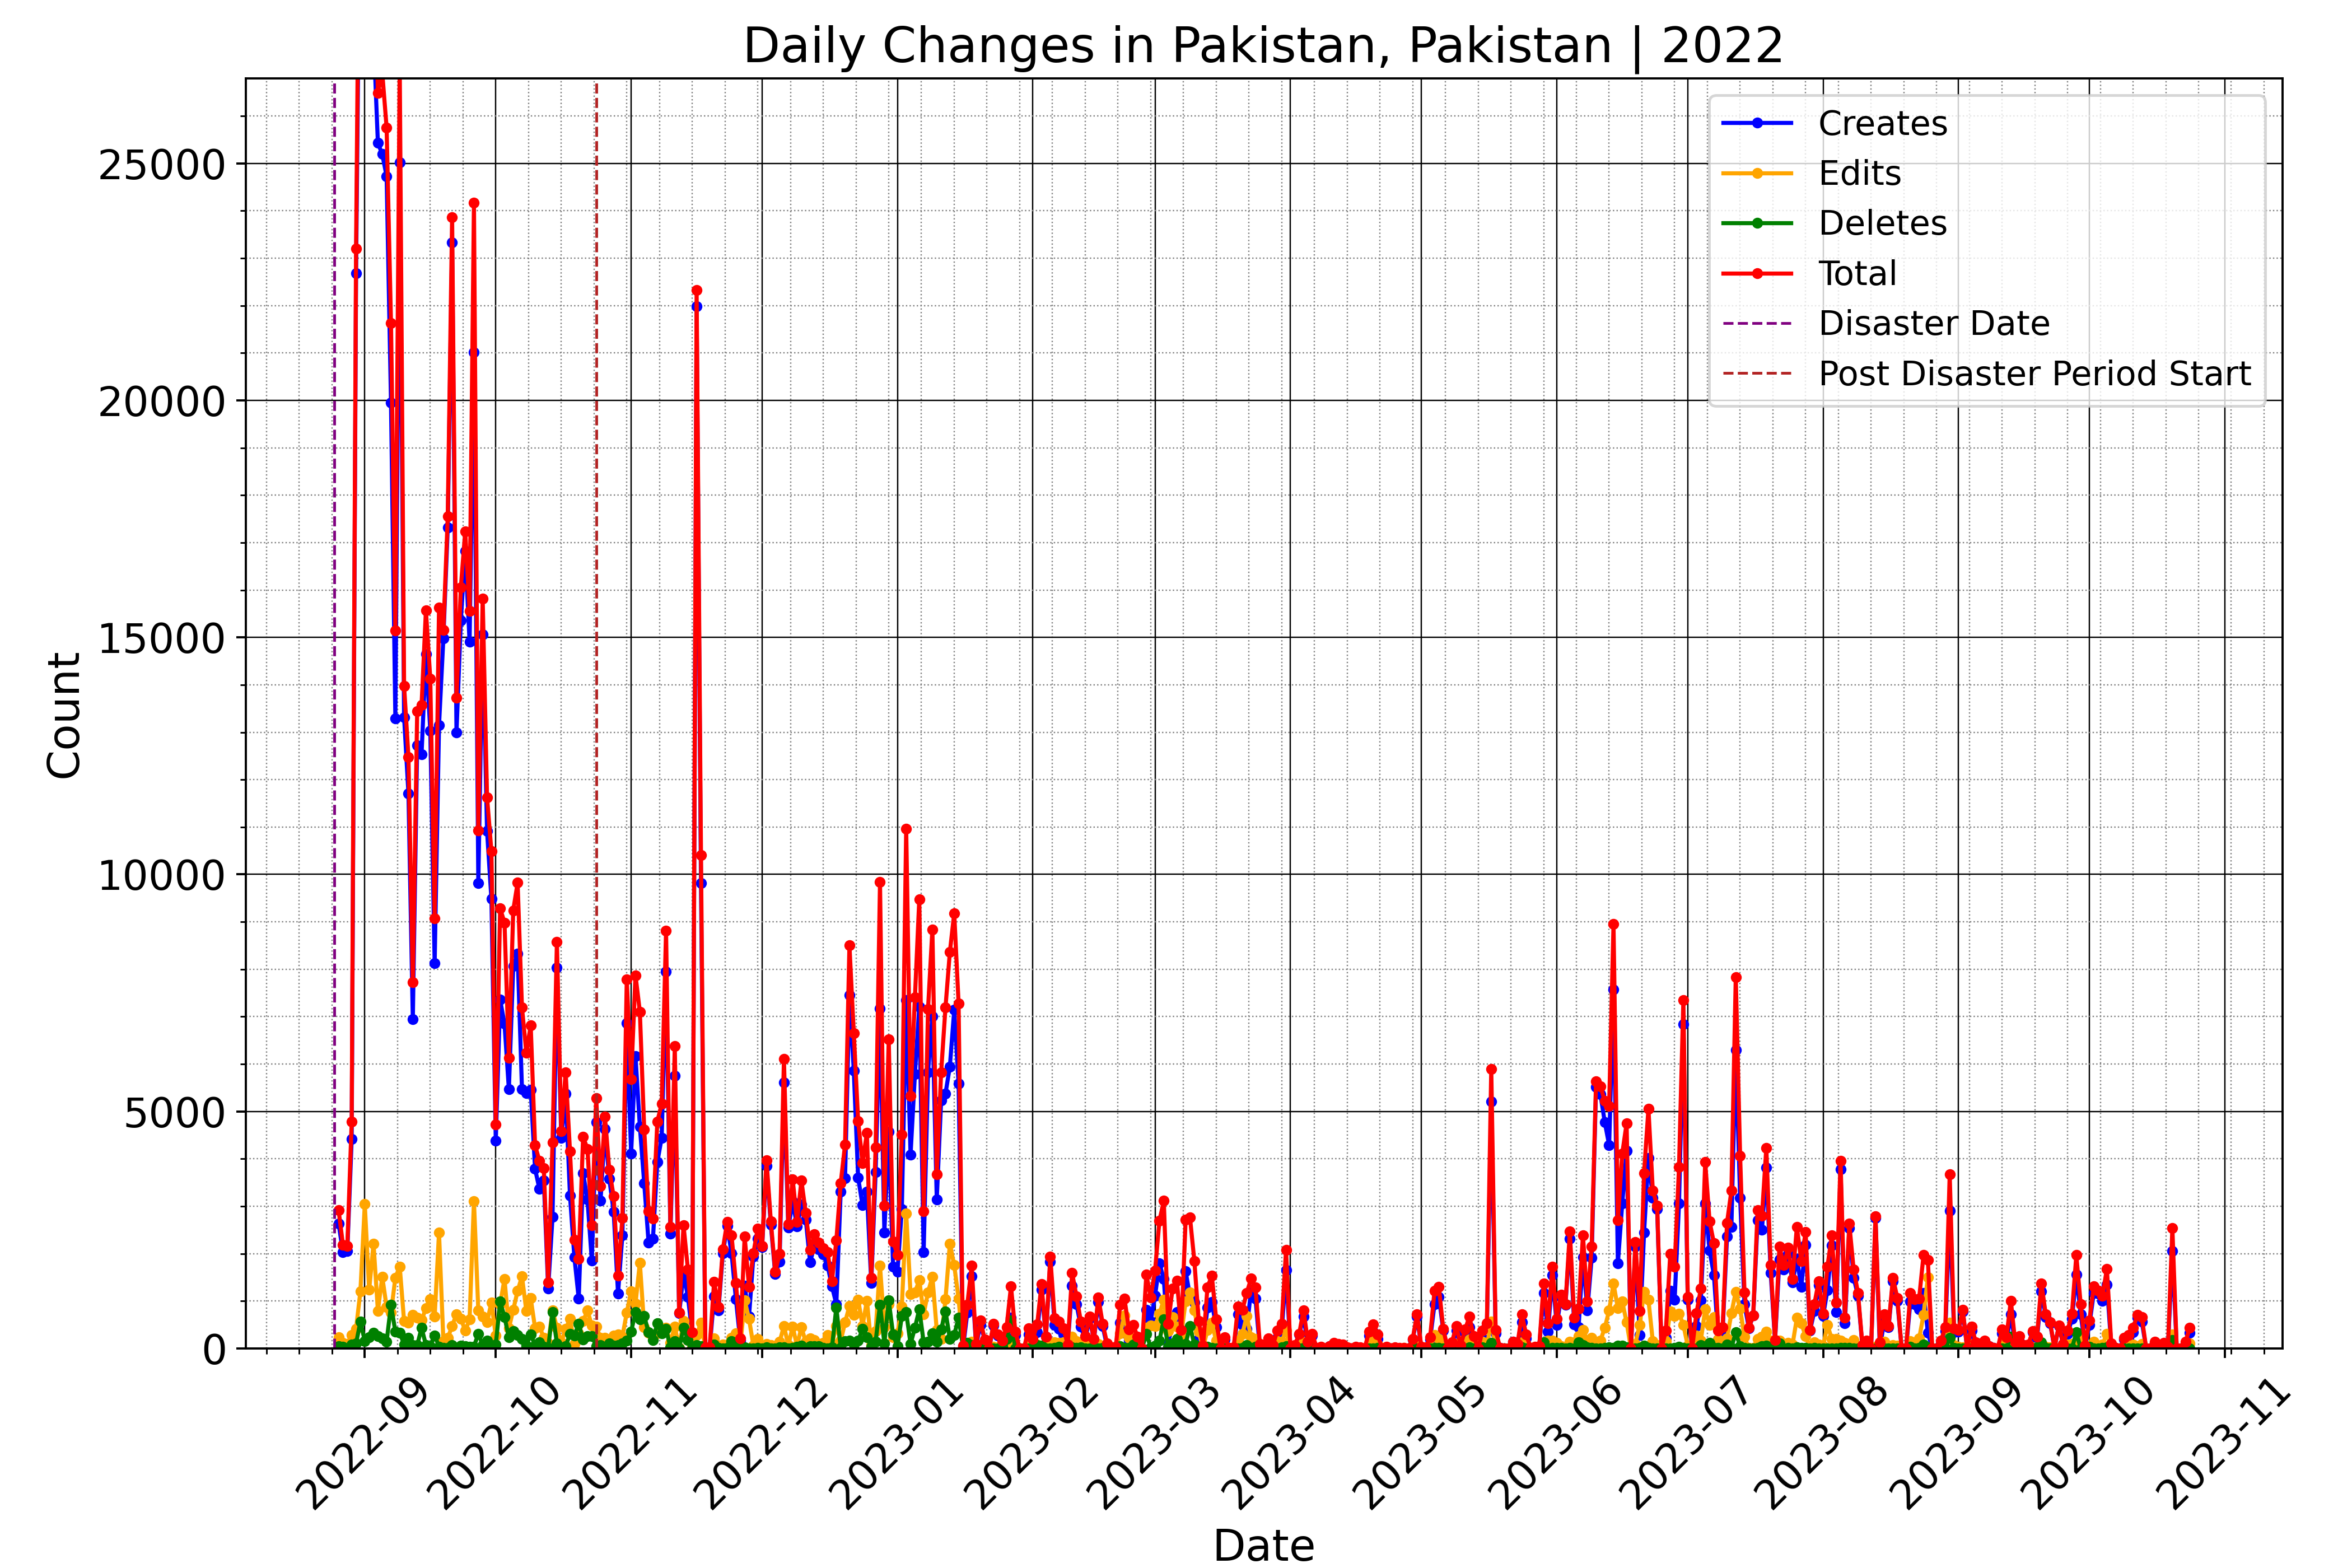 Daily Changes in Pakistan, Pakistan | 2022
Creates
Edits
Deletes
Total
Disaster Date
Post Disaster Period Start
25000
20000
15000
10000
5000
0
Count
2022-09
2022-10
2022-11
2022-12
2023-01
2023-02
2023-03
2023-04
2023-05
2023-06
2023-07
2023-08
2023-09
2023-10
2023-11
Date